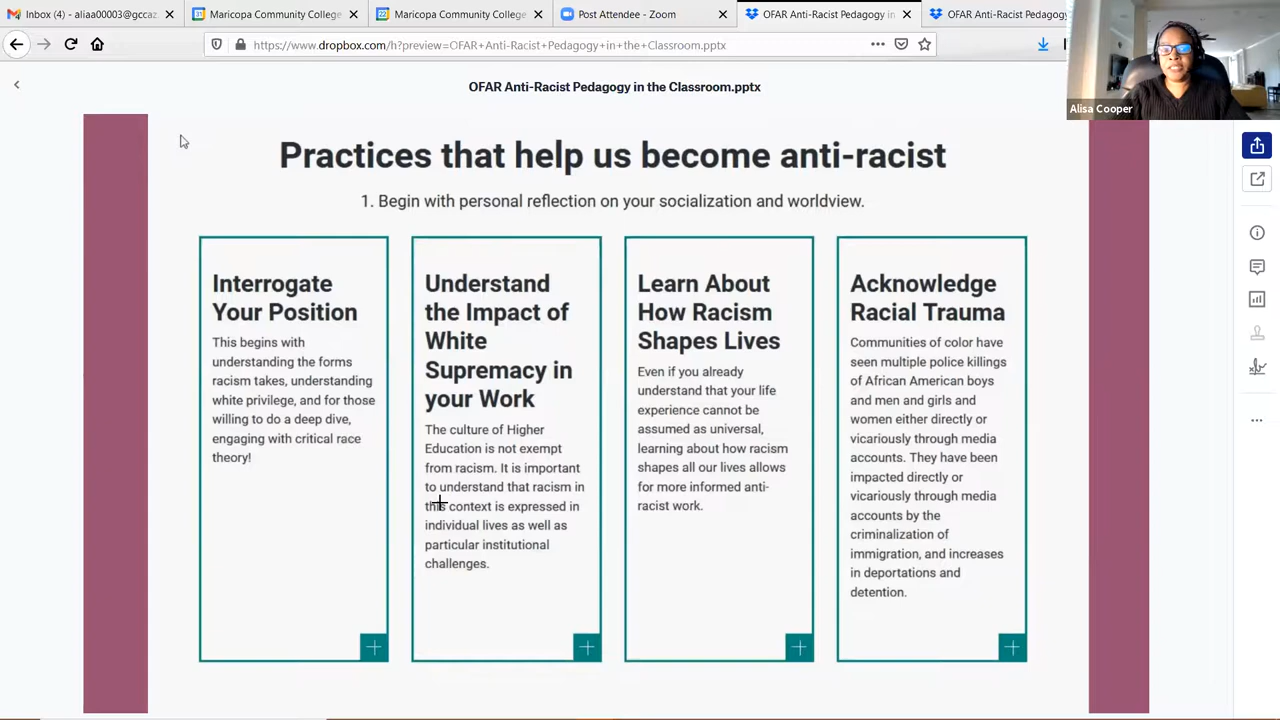 Inbox (4) - aliaa00003@gccaz
Maricopa Community College
Maricopa Community College
Post Attendee - Zoom
OFAR Anti-Racist Pedagogy in
OFAR Anti-Racist Pedagogy
https://www.dropbox.com/h?preview=OFAR+Anti-Racist+Pedagogy+in+the+Classroom.pptx
Alisa Cooper
OFAR Anti-Racist Pedagogy in the Classroom.pptx
Practices that help us become anti-racist
1. Begin with personal reflection on your socialization and worldview.
Interrogate
Your Position
This begins with
understanding the forms
racism takes, understanding
white privilege, and for those
willing to do a deep dive,
engaging with critical race
theory!
Understand
the Impact of
White
Supremacy in
your Work
The culture of Higher
Education is not exempt
from racism. It is important
to understand that racism in
this context is expressed in
individual lives as well as
particular institutional
challenges.
Learn About
How Racism
Shapes Lives
Even if you already
understand that your life
experience cannot be
assumed as universal,
learning about how racism
shapes all our lives allows
for more informed anti-
racist work.
Acknowledge
Racial Trauma
Communities of color have
seen multiple police killings
of African American boys
and men and girls and
women either directly or
vicariously through media
accounts. They have been
impacted directly or
vicariously through media
accounts by the
criminalization of
immigration, and increases
in deportations and
detention.